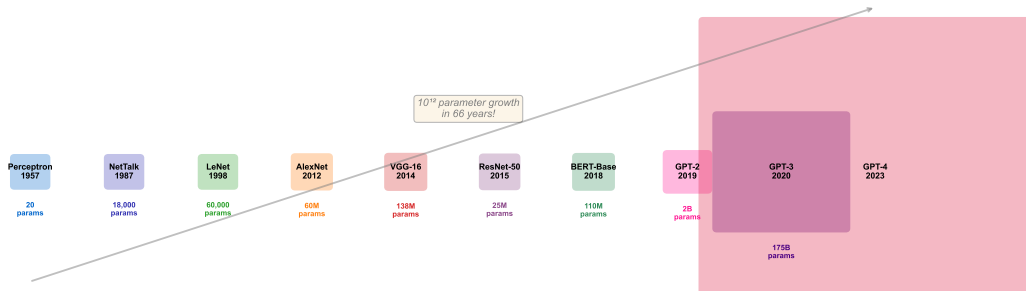 10¹² parameter growth
in 66 years!
Perceptron
1957
20
params
NetTalk
1987
18,000
params
LeNet
1998
60,000
params
AlexNet
2012
60M
params
VGG-16
2014
138M
params
ResNet-50
2015
25M
params
BERT-Base
2018
110M
params
GPT-2
2019
2B
params
GPT-3
2020
175B
params
GPT-4
2023